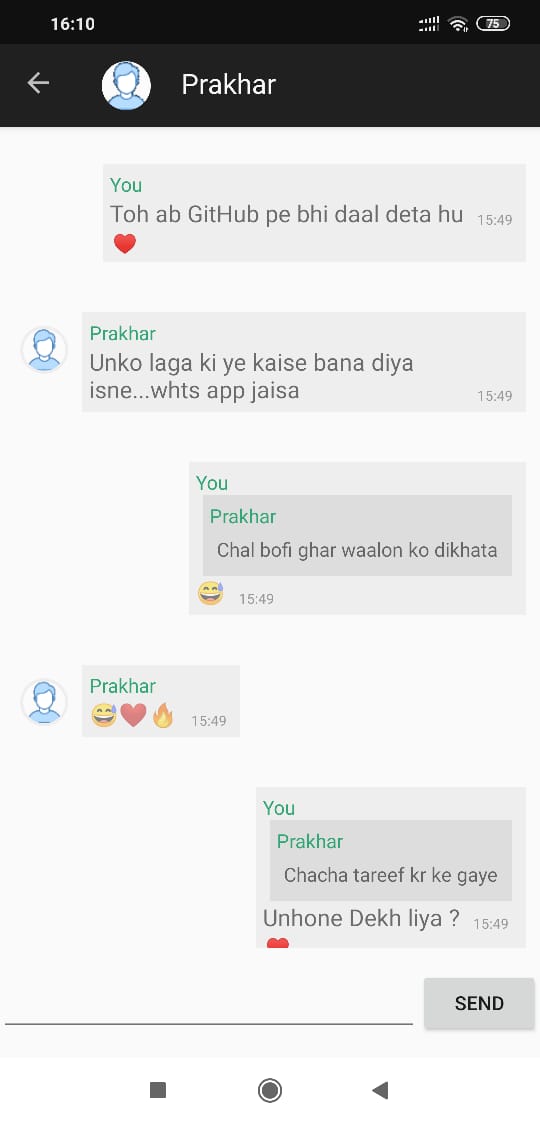 16:10
75
Prakhar
You
Toh ab GitHub pe bhi daal deta hu
❤️
15:49
Prakhar
Unko laga ki ye kaise bana diya
isne...whts app jaisa
15:49
You
Prakhar
Chal bofi ghar waalon ko dikhata
😅
15:49
Prakhar
😅❤️🔥
15:49
You
Prakhar
Chacha tareef kr ke gaye
Unhone Dekh liya ?
❤️
15:49
SEND